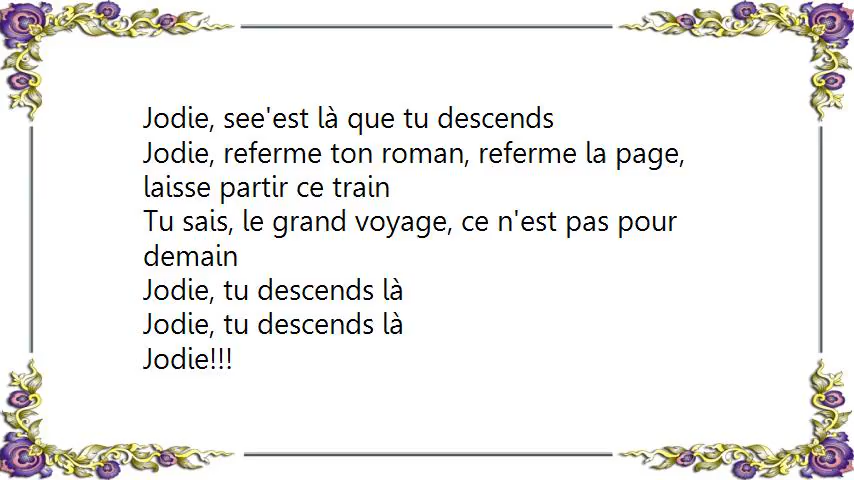 Jodie, see'est là que tu descends
Jodie, referme ton roman, referme la page,
laisse partir ce train
Tu sais, le grand voyage, ce n'est pas pour
demain
Jodie, tu descends là
Jodie, tu descends là
Jodie!!!